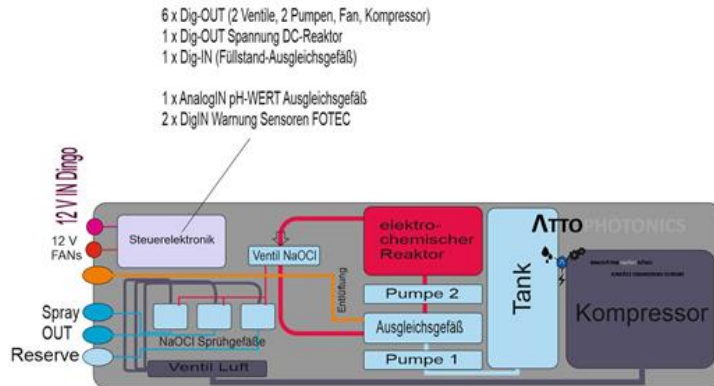 6 x Dig-OUT (2 Ventile, 2 Pumpen, Fan, Kompressor)
1 x Dig-OUT Spannung DC-Reaktor
1 x Dig-IN (Füllstand-Ausgleichsgefäß)
1 x AnalogIN pH-WERT Ausgleichsgefäß
2 x DigIN Warnung Sensoren FOTEC
12 V IN Dingo
12 V
FANs
Steuerelektronik
Ventil NaOCl
elektro-
chemischer
Reaktor
Tank
ATTO PHOTONICS
Kompressor
Entlüftung
Pumpe 2
Ausgleichsgefäß
Pumpe 1
Spray
OUT
Reserve
NaOCl Sprühgefäße
Ventil Luft